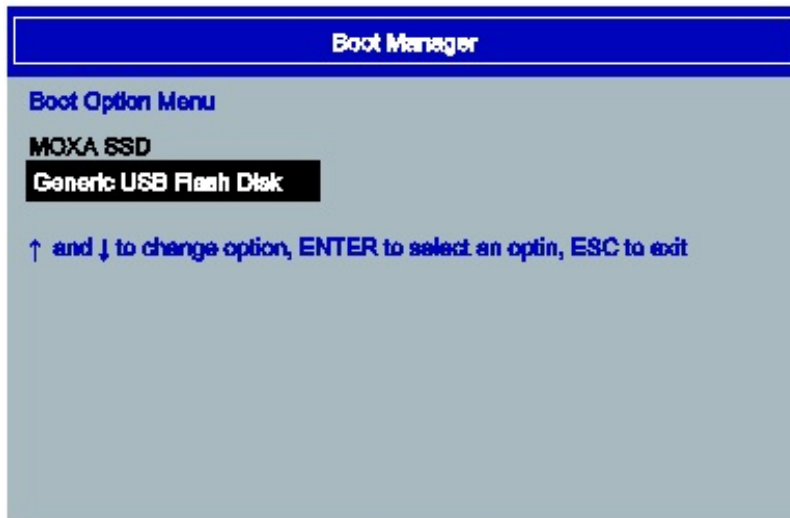 Boot Manager
Boot Option Menu
MOXA SSD
Generic USB Flash Disk
↑ and ↓ to change option, ENTER to select an optin, ESC to exit